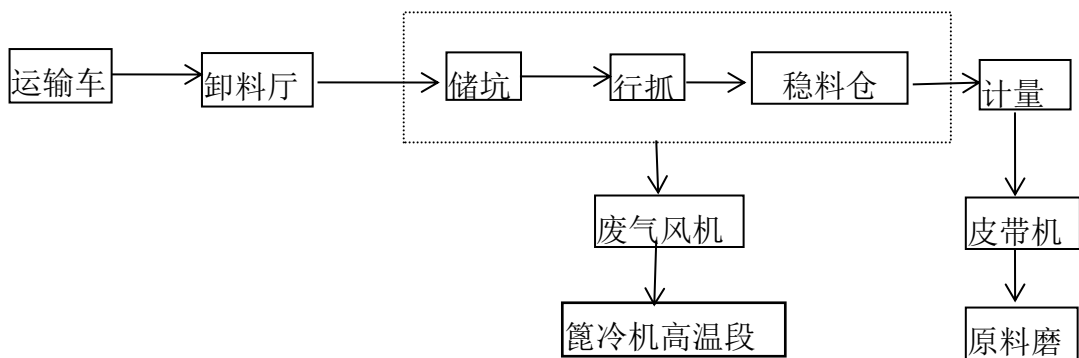 运输车
卸料厅
储坑
行抓
稳料仓
计量
废气风机
皮带机
篦冷机高温段
原料磨